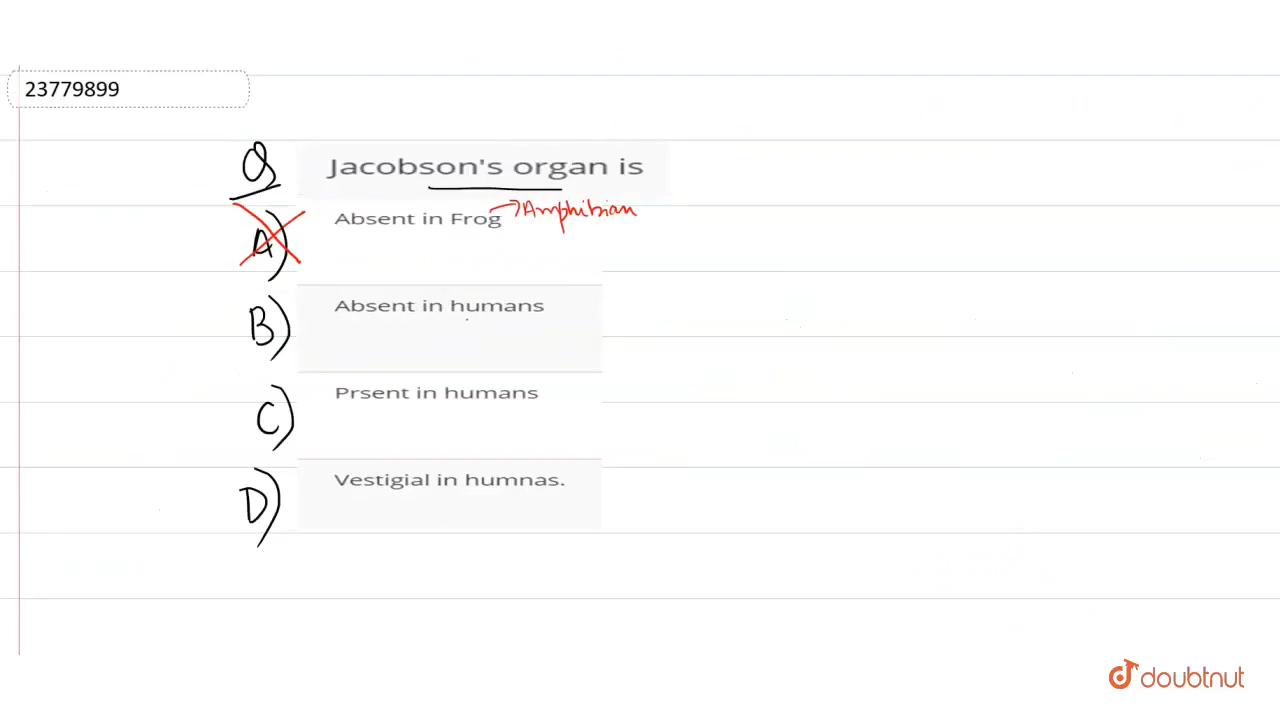 23779899
Q Jacobson's organ is
A) Absent in Frog → Amphibian
B) Absent in humans
C) Prsent in humans
D) Vestigial in humnas.
doubtnut